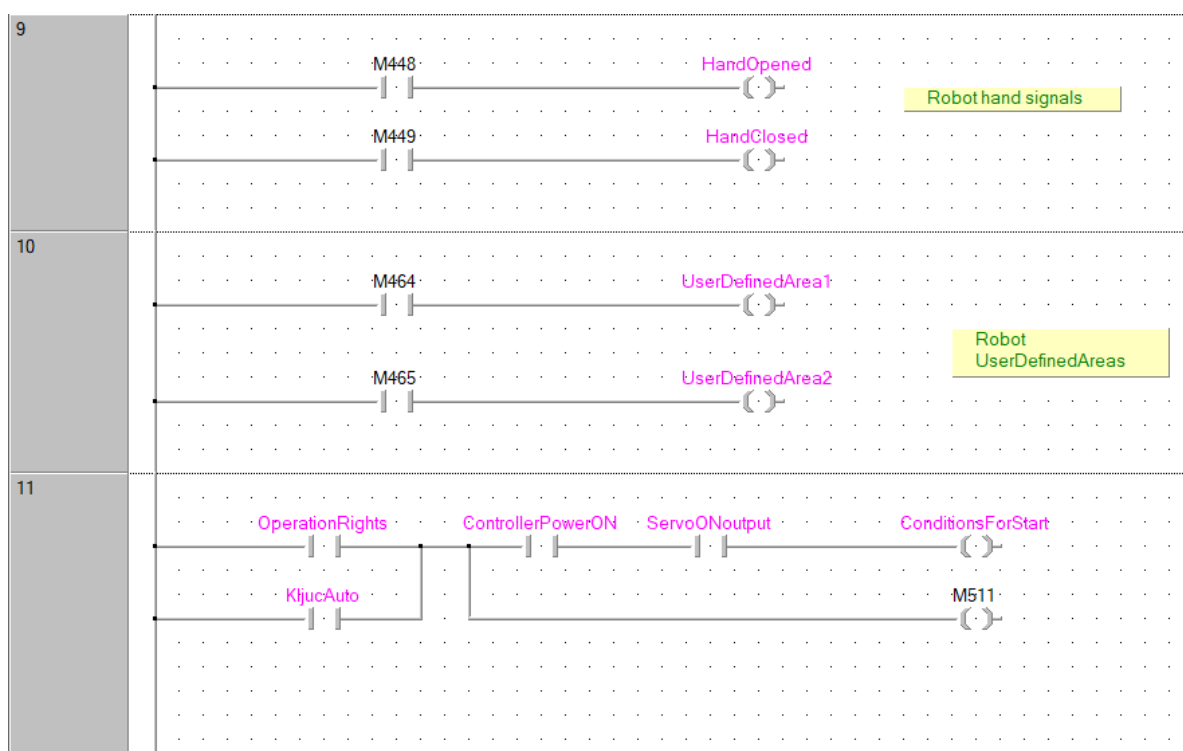 9
M448
HandOpened
Robot hand signals
M449
HandClosed
10
M464
UserDefinedArea1
Robot
UserDefinedAreas
M465
UserDefinedArea2
11
OperationRights
ControllerPowerON
ServoONoutput
ConditionsForStart
KljucAuto
M511